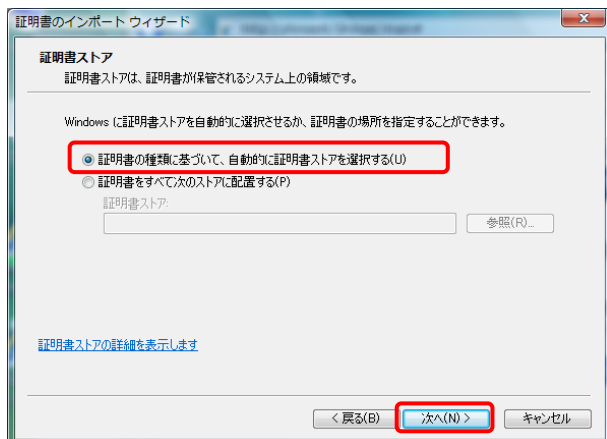 証明書のインポート ウィザード
証明書ストア
証明書ストアは、証明書が保管されるシステム上の領域です。
Windows に証明書ストアを自動的に選択させるか、証明書の場所を指定することができます。
証明書の種類に基づいて、自動的に証明書ストアを選択する(U)
証明書をすべて次のストアに配置する(P)
証明書ストア:
参照(R)...
証明書ストアの詳細を表示します
< 戻る(B)
次へ(N) >
キャンセル